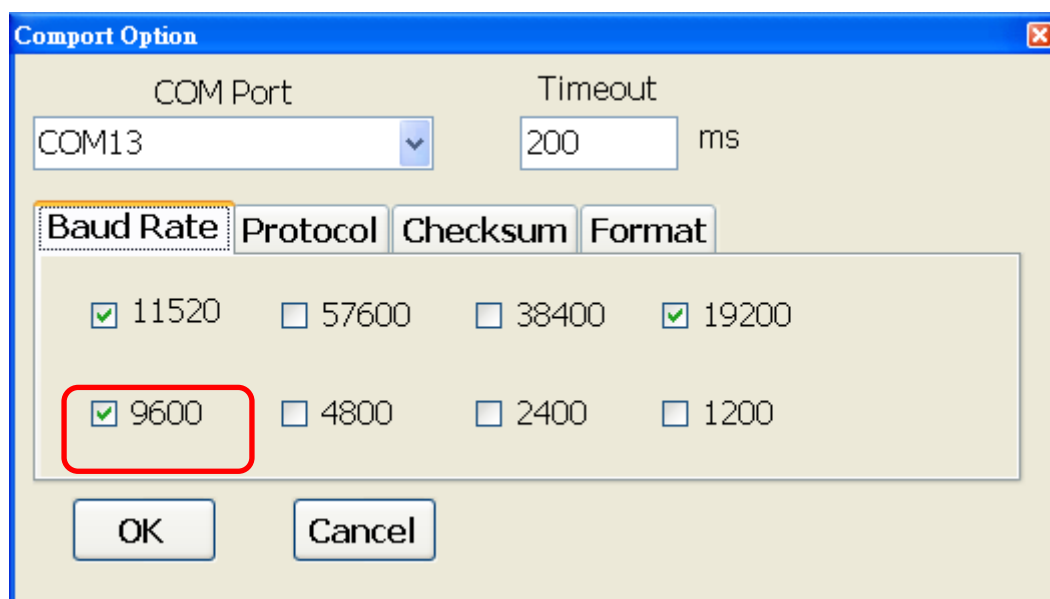 Comport Option
COM Port Timeout
COM13 200 ms
Baud Rate Protocol Checksum Format
11520 57600 38400 19200
9600 4800 2400 1200
OK Cancel